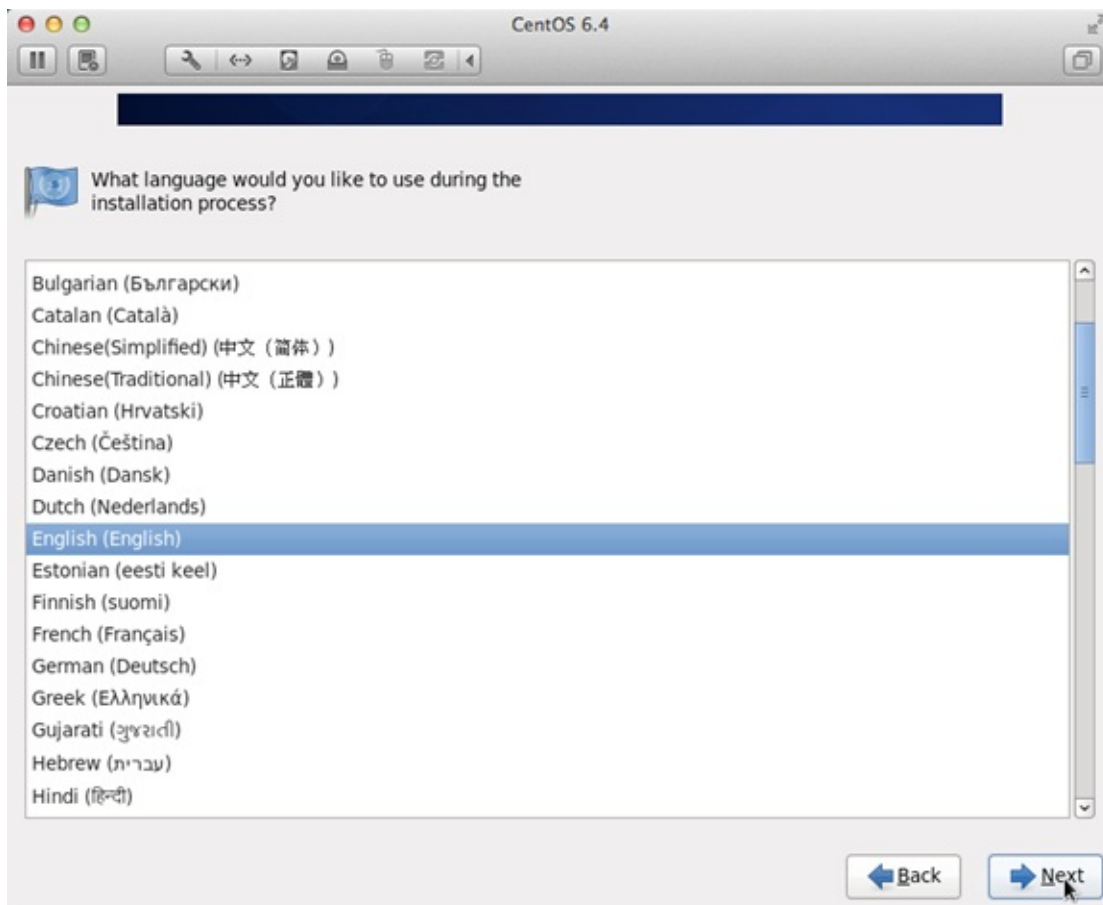 CentOS 6.4
What language would you like to use during the
installation process?
Bulgarian (Български)
Catalan (Català)
Chinese(Simplified) (中文（简体）)
Chinese(Traditional) (中文（正體）)
Croatian (Hrvatski)
Czech (Čeština)
Danish (Dansk)
Dutch (Nederlands)
English (English)
Estonian (eesti keel)
Finnish (suomi)
French (Français)
German (Deutsch)
Greek (Ελληνικά)
Gujarati (ગુજરાતી)
Hebrew (עברית)
Hindi (हिन्दी)
Back
Next